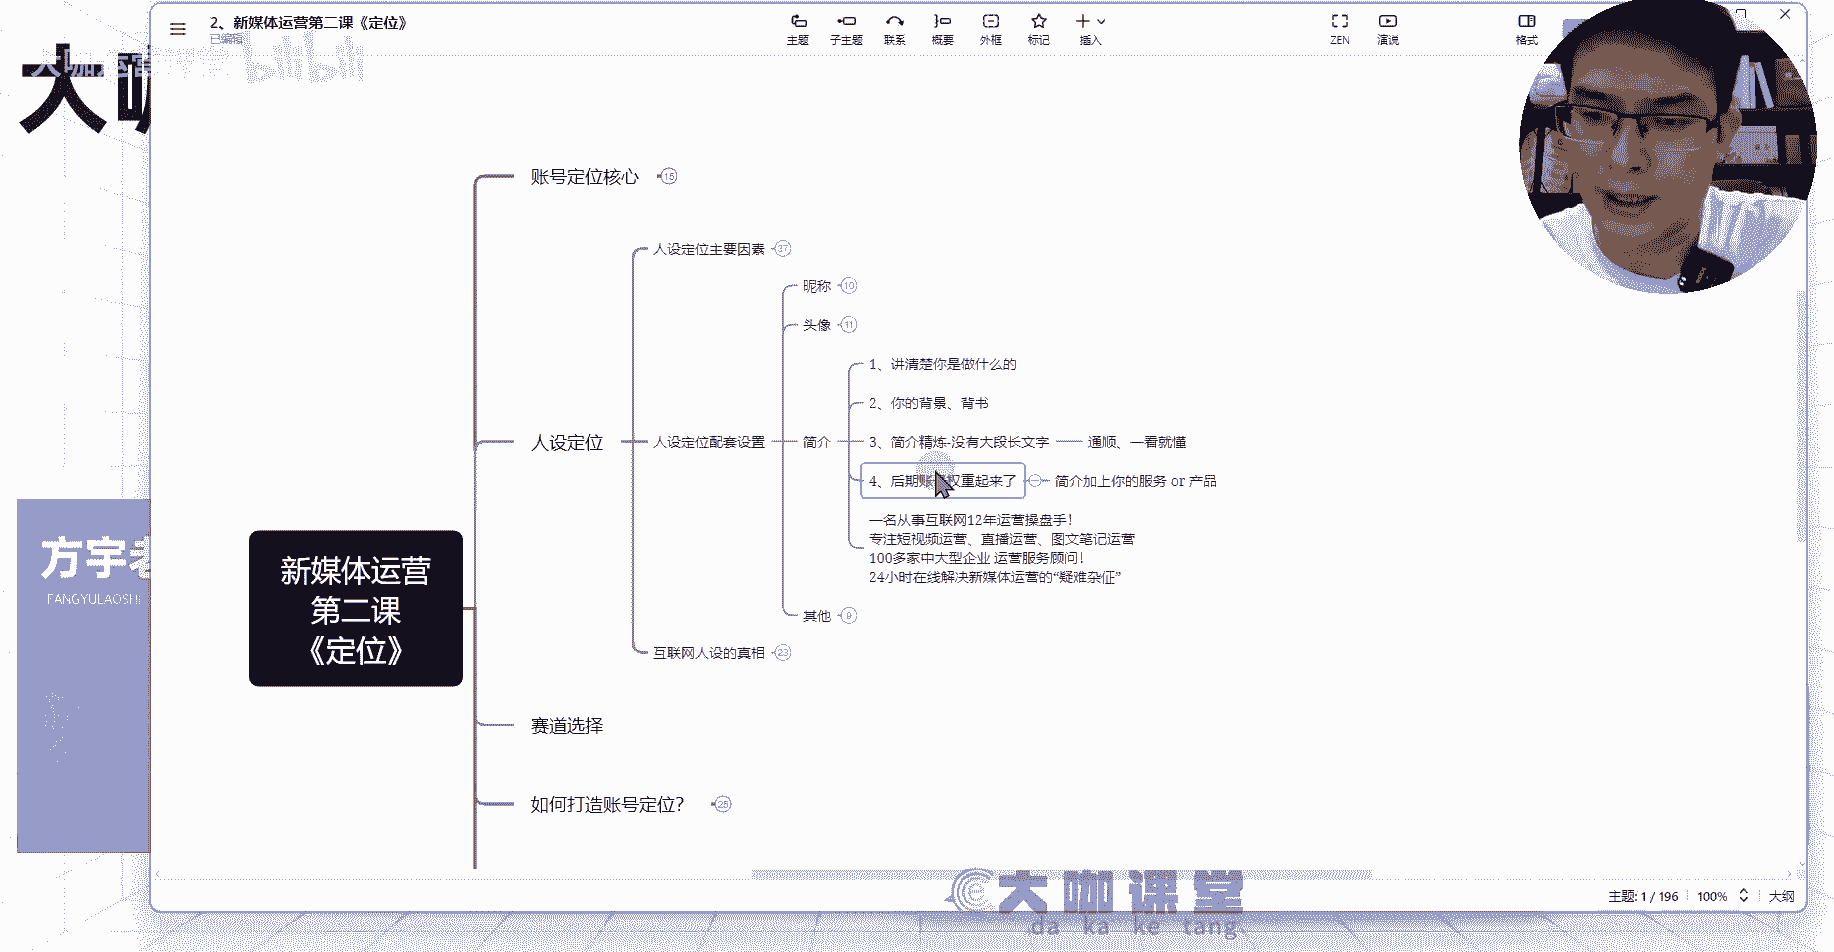 2、新媒体运营第二课《定位》
已编辑
主题
子主题
联系
概要
外框
标记
插入
ZEN
演说
格式
大咖运营
bilibili
大咖
账号定位核心
15
人设定位主要因素
37
昵称
10
头像
11
1、讲清楚你是做什么的
2、你的背景、背书
人设定位
人设定位配套设置
简介
3、简介精炼-没有大段长文字
通顺、一看就懂
4、后期账 权重起来了
简介加上你的服务 or 产品
一名从事互联网12年运营操盘手！
专注短视频运营、直播运营、图文笔记运营
100多家中大型企业 运营服务顾问！
24小时在线解决新媒体运营的“疑难杂症”
其他
9
互联网人设的真相
23
新媒体运营
第二课
《定位》
方宇老
FANGYULAOSHI
赛道选择
如何打造账号定位？
25
大咖课堂
da ka ke tang
主题: 1 / 196
100%
大纲